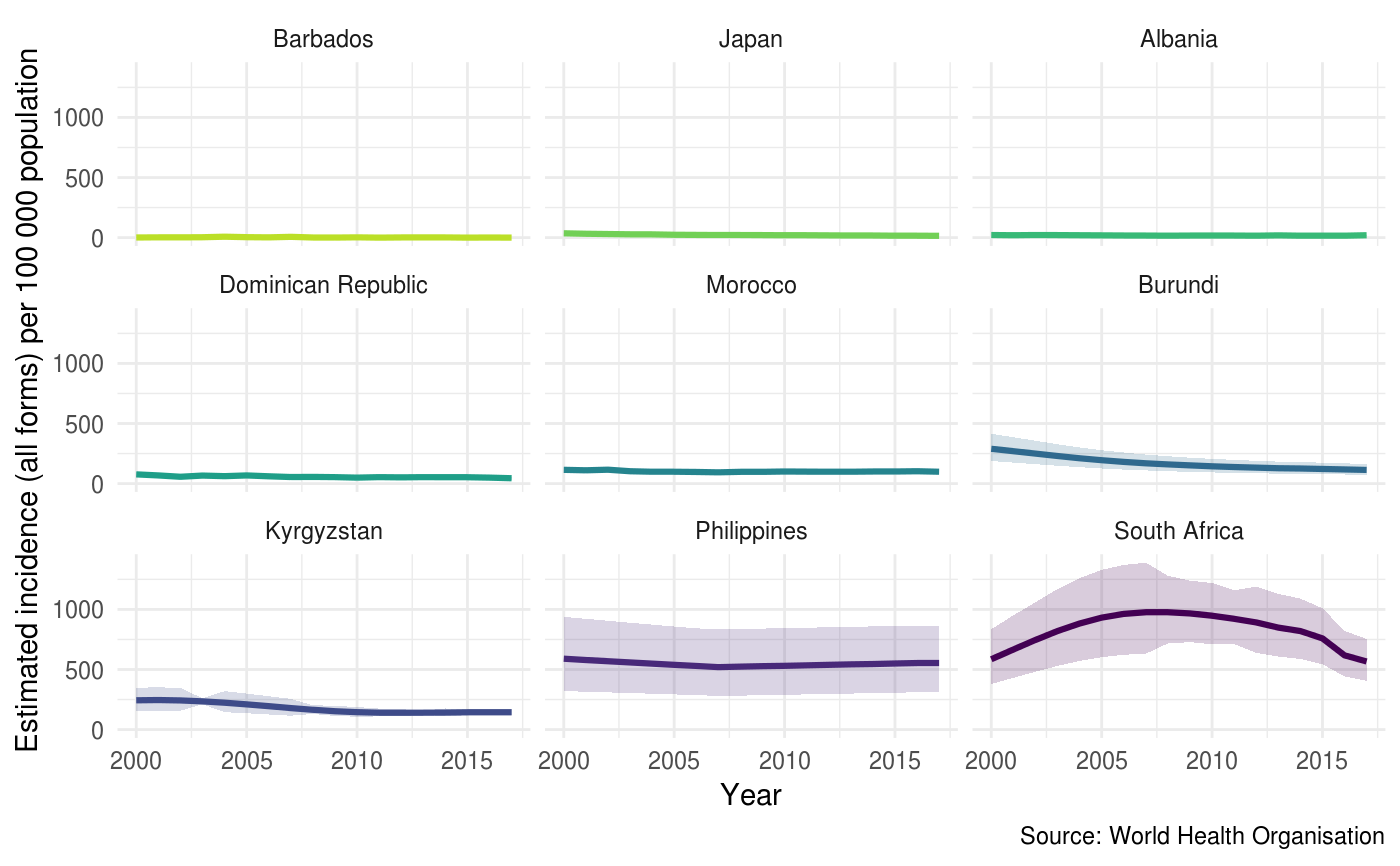 Estimated incidence (all forms) per 100 000 population
Barbados
Japan
Albania
1000
500
0
Dominican Republic
Morocco
Burundi
1000
500
0
Kyrgyzstan
Philippines
South Africa
1000
500
0
2000 2005 2010 2015 2000 2005 2010 2015 2000 2005 2010 2015
Year
Source: World Health Organisation